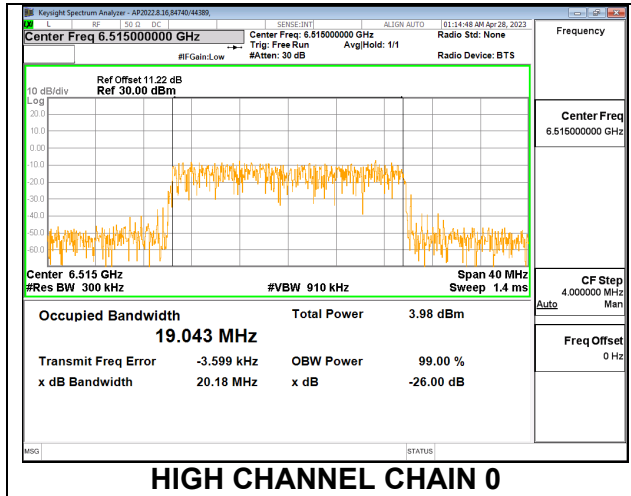 Keysight Spectrum Analyzer - AP2022.8.16,84740/44389,
L RF 50 Ω DC SENSE:INT ALIGN AUTO 01:14:48 AM Apr 28, 2023
Center Freq 6.515000000 GHz
Center Freq: 6.515000000 GHz
Radio Std: None
Trig: Free Run Avg|Hold: 1/1
#IFGain:Low
#Atten: 30 dB
Radio Device: BTS
Frequency
Ref Offset 11.22 dB
10 dB/div Ref 30.00 dBm
Log
20.0
10.0
0.00
-10.0
-20.0
-30.0
-40.0
-50.0
-60.0
Center 6.515 GHz
Span 40 MHz
#Res BW 300 kHz
#VBW 910 kHz
Sweep 1.4 ms
Occupied Bandwidth
19.043 MHz
Total Power 3.98 dBm
Transmit Freq Error -3.599 kHz
OBW Power 99.00 %
x dB Bandwidth 20.18 MHz
x dB -26.00 dB
Center Freq
6.515000000 GHz
CF Step
4.000000 MHz
Auto Man
Freq Offset
0 Hz
MSG
STATUS
HIGH CHANNEL CHAIN 0